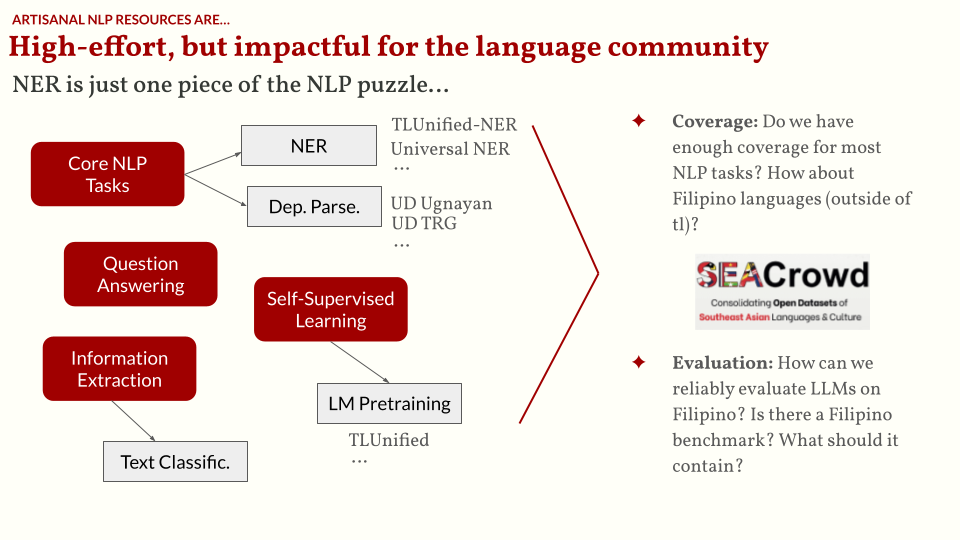 ARTISANAL NLP RESOURCES ARE...
High-effort, but impactful for the language community
NER is just one piece of the NLP puzzle...
Core NLP
Tasks
NER
TLUnified-NER
Universal NER
...
Dep. Parse.
UD Ugnayan
UD TRG
...
Question
Answering
Self-Supervised
Learning
Information
Extraction
LM Pretraining
TLUnified
...
Text Classific.
✦ Coverage: Do we have
enough coverage for most
NLP tasks? How about
Filipino languages (outside of
tl)?
SEACrowd
Consolidating Open Datasets of
Southeast Asian Languages & Culture
✦ Evaluation: How can we
reliably evaluate LLMs on
Filipino? Is there a Filipino
benchmark? What should it
contain?